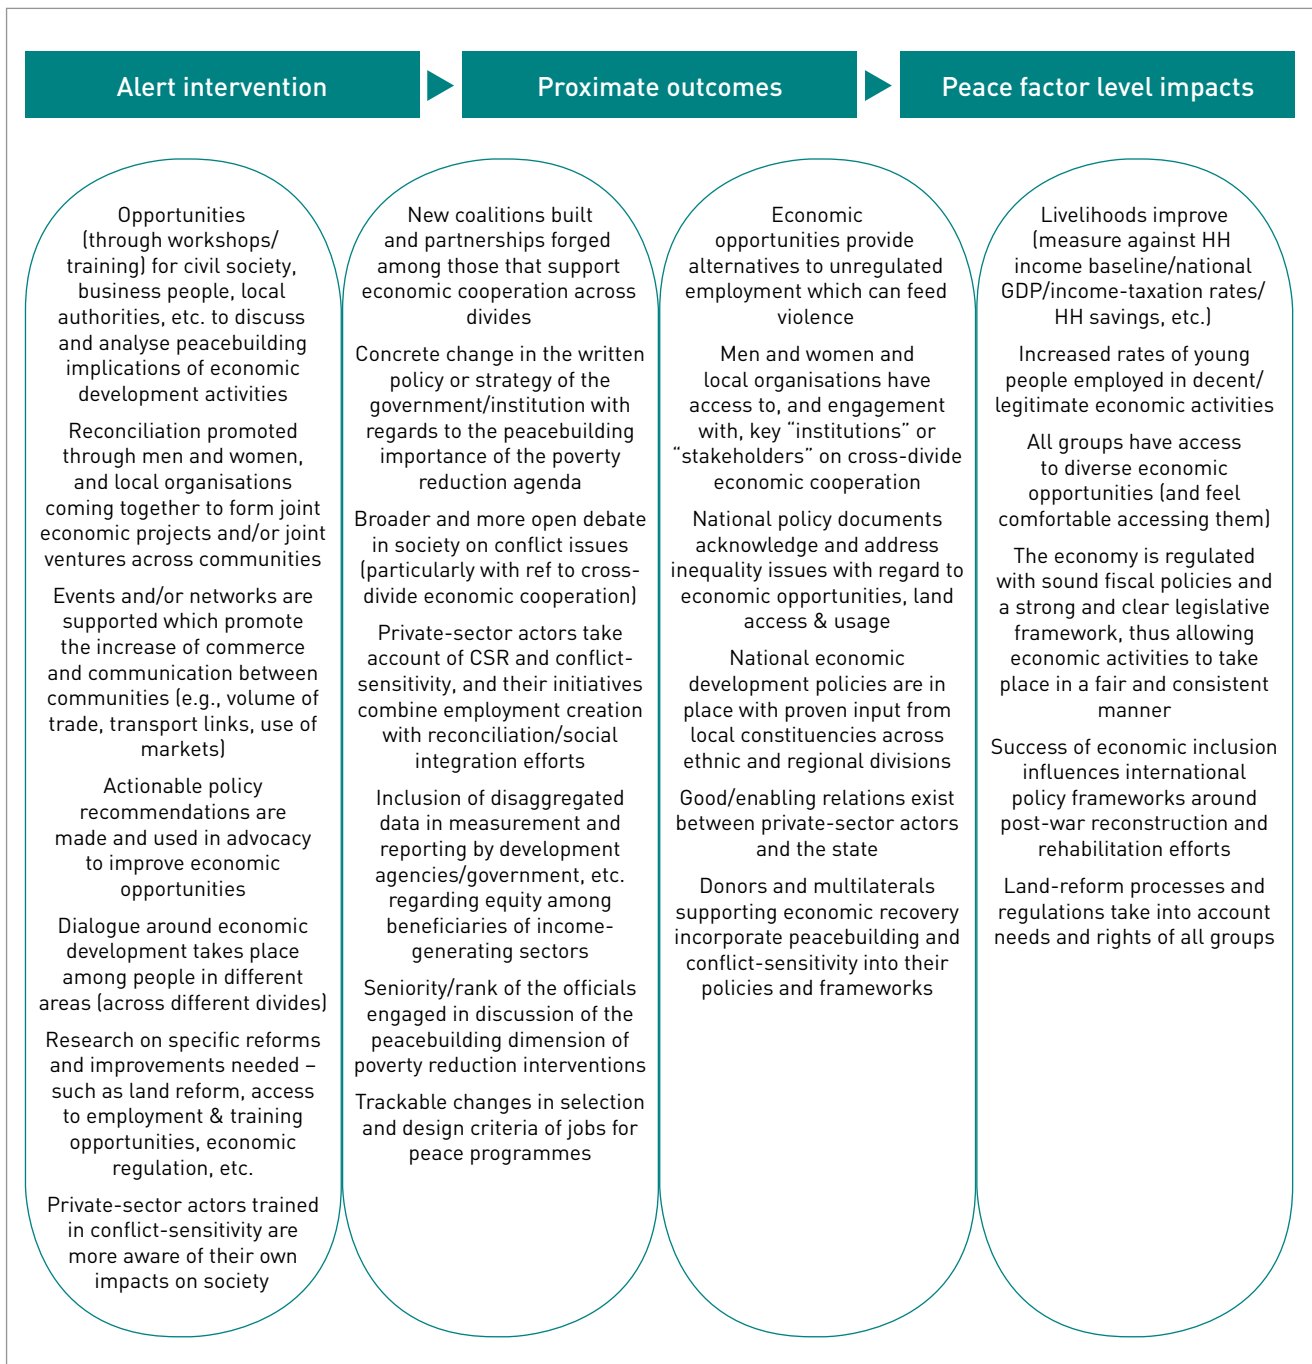 Alert intervention
Proximate outcomes
Peace factor level impacts
Opportunities
(through workshops/
training) for civil society,
business people, local
authorities, etc. to discuss
and analyse peacebuilding
implications of economic
development activities
Reconciliation promoted
through men and women,
and local organisations
coming together to form joint
economic projects and/or joint
ventures across communities
Events and/or networks are
supported which promote
the increase of commerce
and communication between
communities (e.g., volume of
trade, transport links, use of
markets)
Actionable policy
recommendations are
made and used in advocacy
to improve economic
opportunities
Dialogue around economic
development takes place
among people in different
areas (across different divides)
Research on specific reforms
and improvements needed –
such as land reform, access
to employment & training
opportunities, economic
regulation, etc.
Private-sector actors trained
in conflict-sensitivity are
more aware of their own
impacts on society
New coalitions built
and partnerships forged
among those that support
economic cooperation across
divides
Concrete change in the written
policy or strategy of the
government/institution with
regards to the peacebuilding
importance of the poverty
reduction agenda
Broader and more open debate
in society on conflict issues
(particularly with ref to cross-
divide economic cooperation)
Private-sector actors take
account of CSR and conflict-
sensitivity, and their initiatives
combine employment creation
with reconciliation/social
integration efforts
Inclusion of disaggregated
data in measurement and
reporting by development
agencies/government, etc.
regarding equity among
beneficiaries of income-
generating sectors
Seniority/rank of the officials
engaged in discussion of the
peacebuilding dimension of
poverty reduction interventions
Trackable changes in selection
and design criteria of jobs for
peace programmes
Economic
opportunities provide
alternatives to unregulated
employment which can feed
violence
Men and women and
local organisations have
access to, and engagement
with, key “institutions” or
“stakeholders” on cross-divide
economic cooperation
National policy documents
acknowledge and address
inequality issues with regard to
economic opportunities, land
access & usage
National economic
development policies are in
place with proven input from
local constituencies across
ethnic and regional divisions
Good/enabling relations exist
between private-sector actors
and the state
Donors and multilaterals
supporting economic recovery
incorporate peacebuilding and
conflict-sensitivity into their
policies and frameworks
Livelihoods improve
(measure against HH
income baseline/national
GDP/income-taxation rates/
HH savings, etc.)
Increased rates of young
people employed in decent/
legitimate economic activities
All groups have access
to diverse economic
opportunities (and feel
comfortable accessing them)
The economy is regulated
with sound fiscal policies and
a strong and clear legislative
framework, thus allowing
economic activities to take
place in a fair and consistent
manner
Success of economic inclusion
influences international
policy frameworks around
post-war reconstruction and
rehabilitation efforts
Land-reform processes and
regulations take into account
needs and rights of all groups